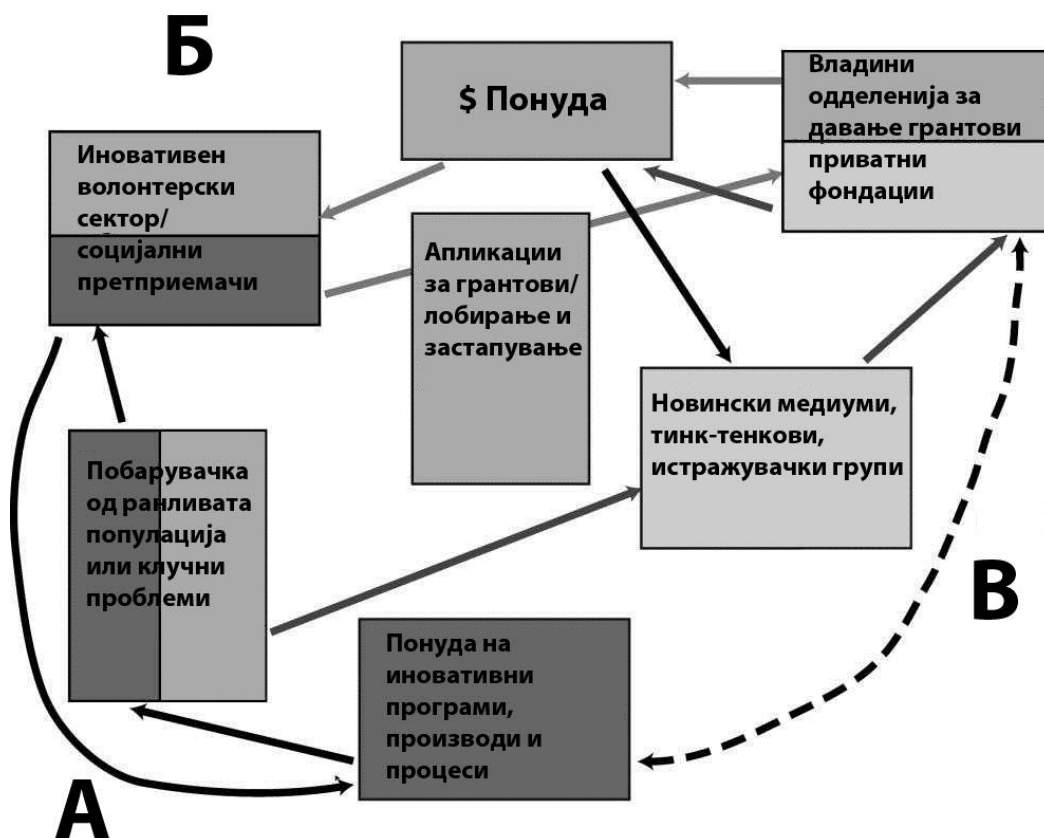 Б
$ Понуда
Владини
одделенија за
давање грантови
приватни
фондации
Иновативен
волонтерски
сектор/
социјални
претприемачи
Апликации
за грантови/
лобирање и
застапување
Новински медиуми,
тинк-тенкови,
истражувачки групи
Побарувачка
од ранливата
популација
или клучни
проблеми
В
Понуда на
иновативни
програми,
производи и
процеси
А